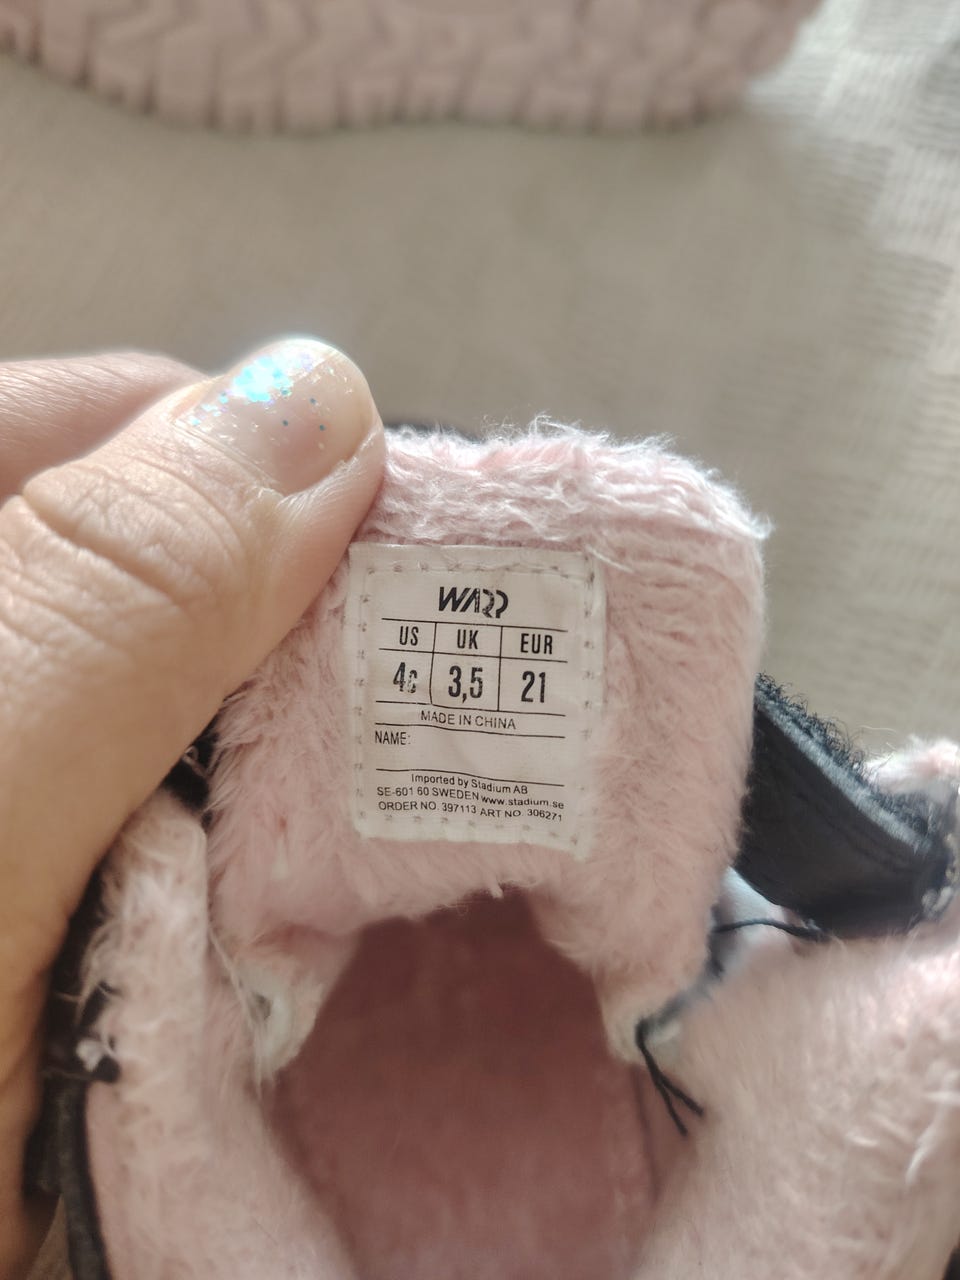 WARP
US UK EUR
4c 3,5 21
MADE IN CHINA
NAME:
Imported by Stadium AB
SE-601 60 SWEDEN www.stadium.se
ORDER NO. 397113 ART NO. 306271